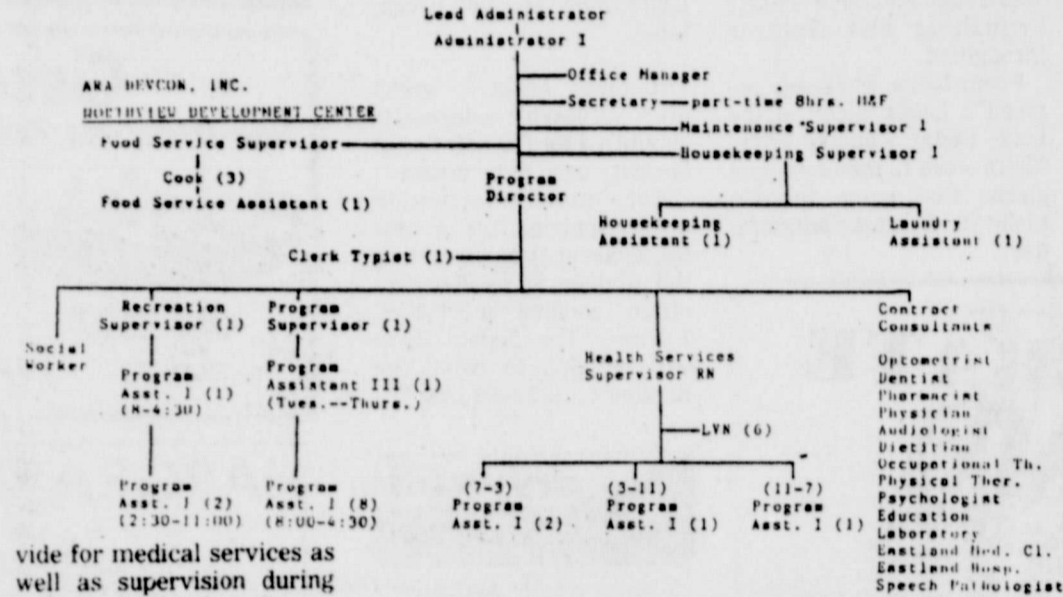 Lead Administrator
Administrator I
ARA DEVCON, INC.
NORTHVIEW DEVELOPMENT CENTER
Office Manager
Secretary part-time 8hrs. M&F
Maintenance Supervisor I
Food Service Supervisor
Housekeeping Supervisor I
Cook (3)
Food Service Assistant (1)
Program
Director
Housekeeping
Assistant (1)
Laundry
Assistant (1)
Clerk Typist (1)
Social
Worker
Recreation
Supervisor (1)
Program
Asst. I (1)
(8-4:30)
Program
Asst. I (2)
(2:30-11:00)
Program
Supervisor (1)
Program
Assistant III (1)
(Tues.--Thurs.)
Program
Asst. I (8)
(8:00-4:30)
Health Services
Supervisor RN
LVN (6)
(7-3)
Program
Asst. I (2)
(3-11)
Program
Asst. I (1)
(11-7)
Program
Asst. I (1)
Contract
Consultants
Optometrist
Dentist
Pharmacist
Physician
Audiologist
Dietitian
Occupational Th.
Physical Ther.
Psychologist
Education
Laboratory
Eastland Med. Cl.
Eastland Hosp.
Speech Pathologist
vide for medical services as
well as supervision during